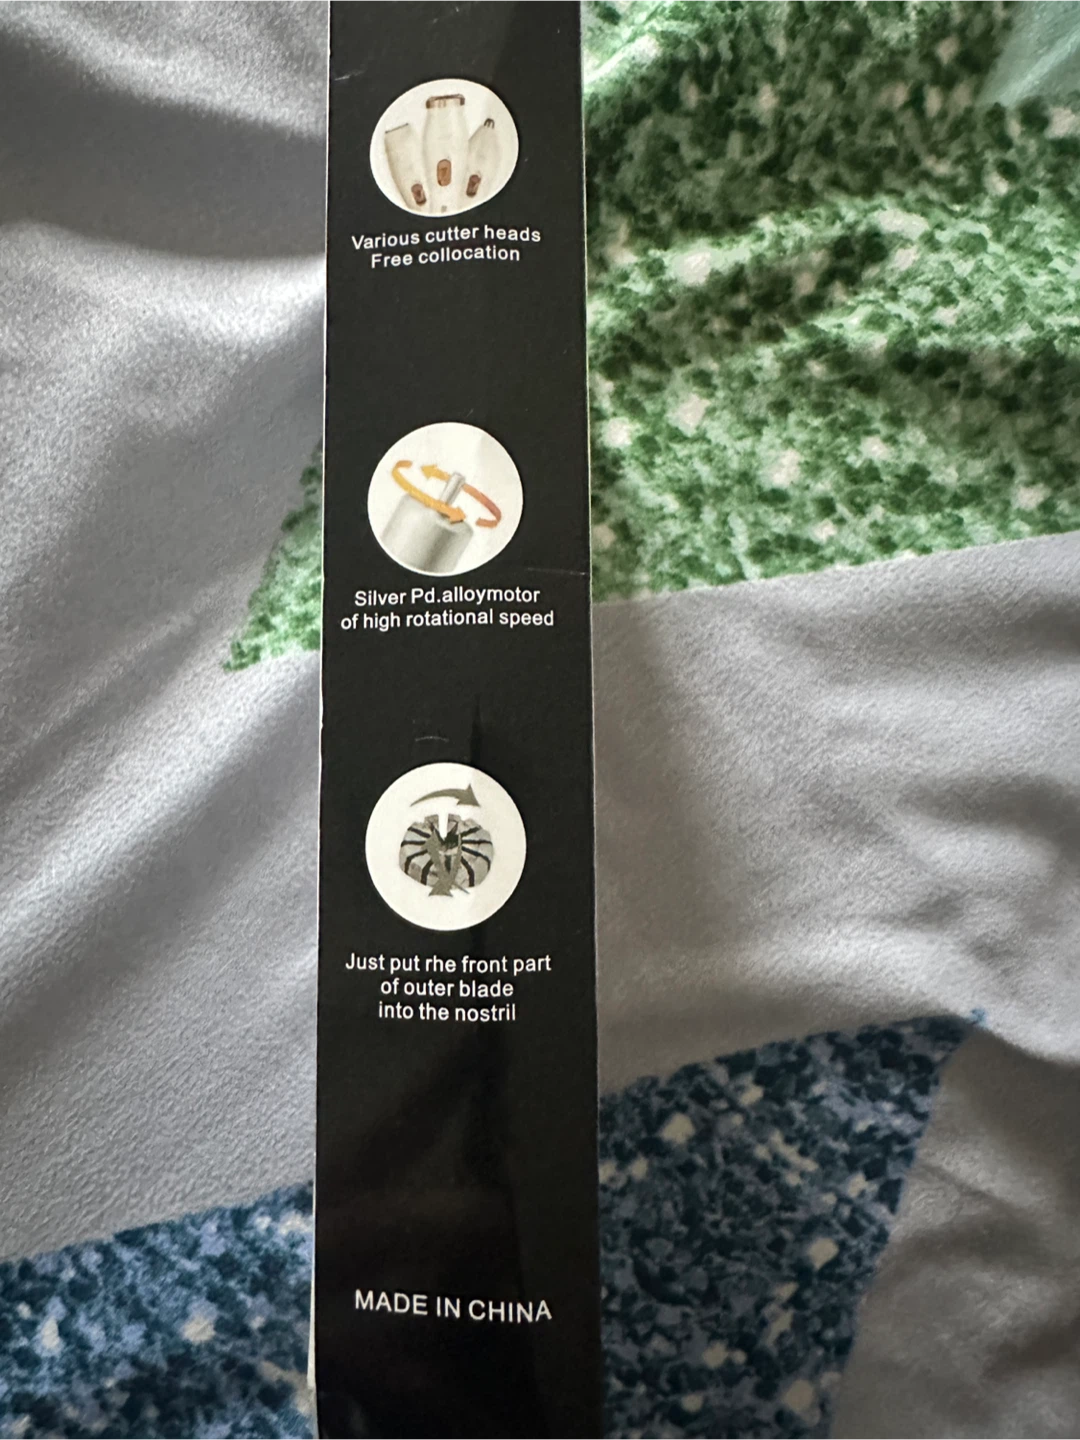 Various cutter heads
Free collocation
Silver Pd.alloymotor
of high rotational speed
Just put rhe front part
of outer blade
into the nostril
MADE IN CHINA